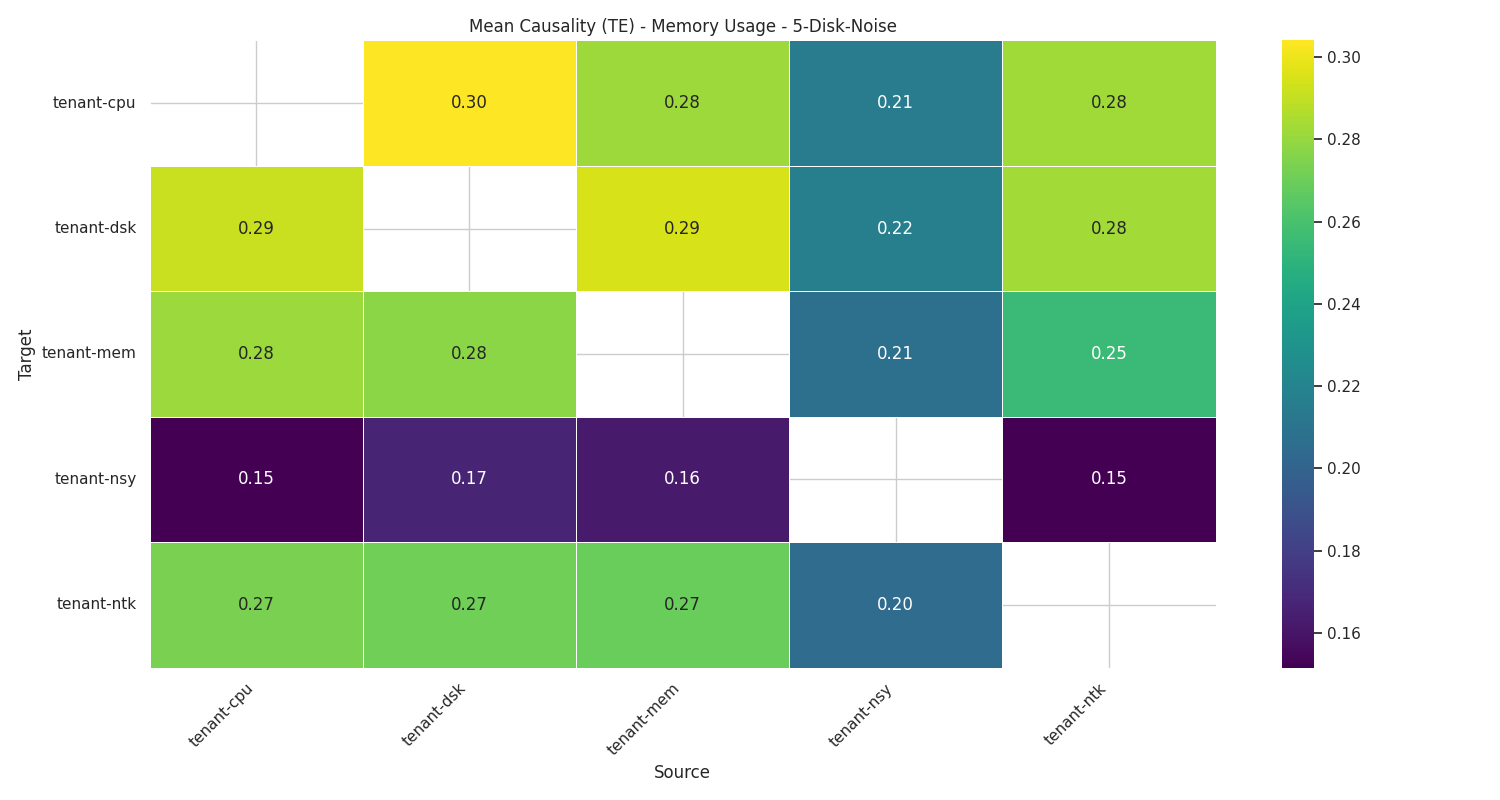 Mean Causality (TE) - Memory Usage - 5-Disk-Noise
Target
tenant-cpu 0.30 0.28 0.21 0.28
tenant-dsk 0.29 0.29 0.22 0.28
tenant-mem 0.28 0.28 0.21 0.25
tenant-nsy 0.15 0.17 0.16 0.15
tenant-ntk 0.27 0.27 0.27 0.20
tenant-cpu tenant-dsk tenant-mem tenant-nsy tenant-ntk
Source
0.30
0.28
0.26
0.24
0.22
0.20
0.18
0.16